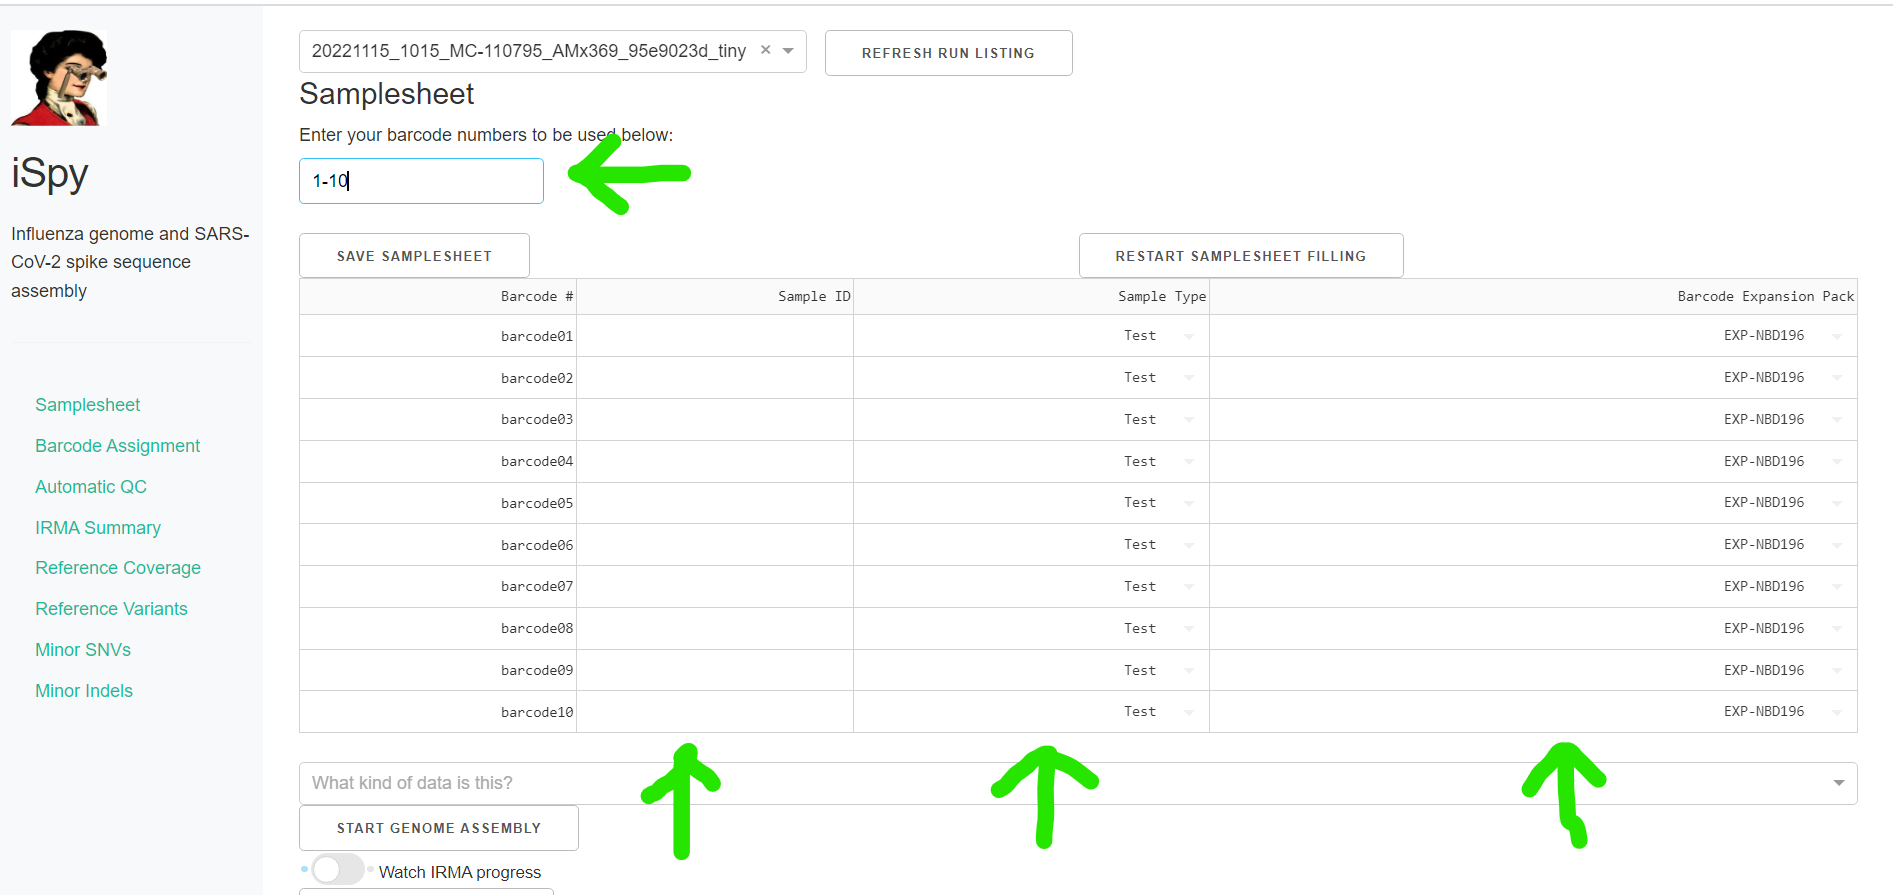 20221115_1015_MC-110795_AMx369_95e9023d_tiny × REFRESH RUN LISTING
Samplesheet
Enter your barcode numbers to be used below:
1-10
iSpy
Influenza genome and SARS-
CoV-2 spike sequence
assembly
Samplesheet
Barcode Assignment
Automatic QC
IRMA Summary
Reference Coverage
Reference Variants
Minor SNVs
Minor Indels
SAVE SAMPLESHEET RESTART SAMPLESHEET FILLING
Barcode # Sample ID Sample Type Barcode Expansion Pack
barcode01 Test EXP-NBD196
barcode02 Test EXP-NBD196
barcode03 Test EXP-NBD196
barcode04 Test EXP-NBD196
barcode05 Test EXP-NBD196
barcode06 Test EXP-NBD196
barcode07 Test EXP-NBD196
barcode08 Test EXP-NBD196
barcode09 Test EXP-NBD196
barcode10 Test EXP-NBD196
What kind of data is this?
START GENOME ASSEMBLY
Watch IRMA progress